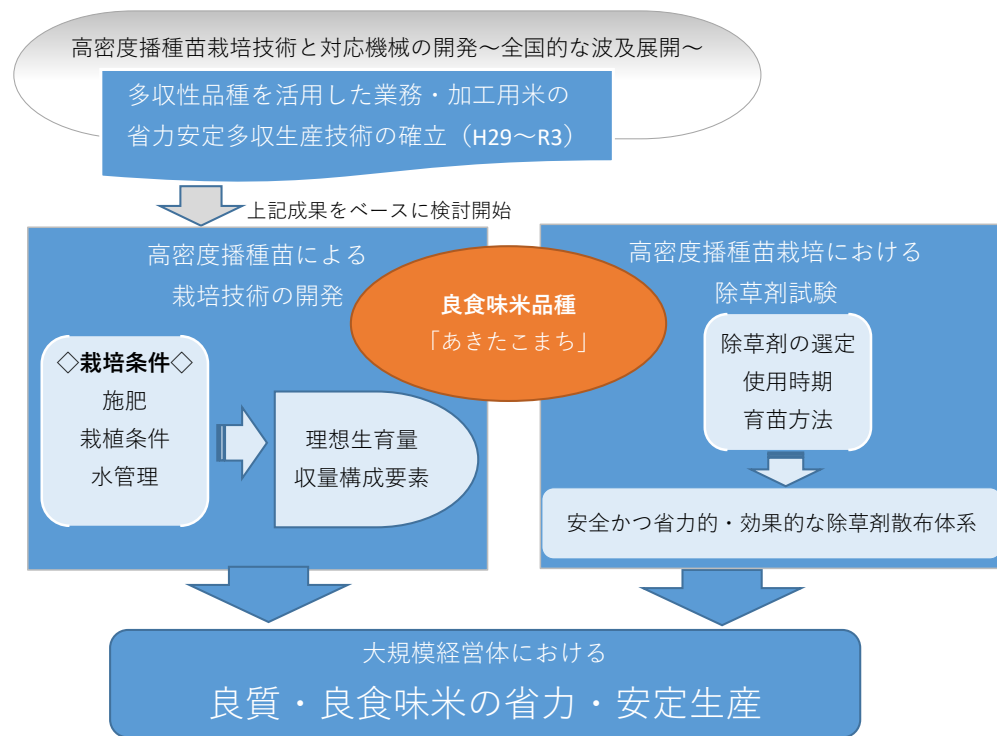 高密度播種苗栽培技術と対応機械の開発～全国的な波及展開～
多収性品種を活用した業務・加工用米の
省力安定多収生産技術の確立（H29～R3）
上記成果をベースに検討開始
高密度播種苗による
栽培技術の開発
◇栽培条件◇
施肥
栽植条件
水管理
理想生育量
収量構成要素
良食味米品種
「あきたこまち」
高密度播種苗栽培における
除草剤試験
除草剤の選定
使用時期
育苗方法
安全かつ省力的・効果的な除草剤散布体系
大規模経営体における
良質・良食味米の省力・安定生産